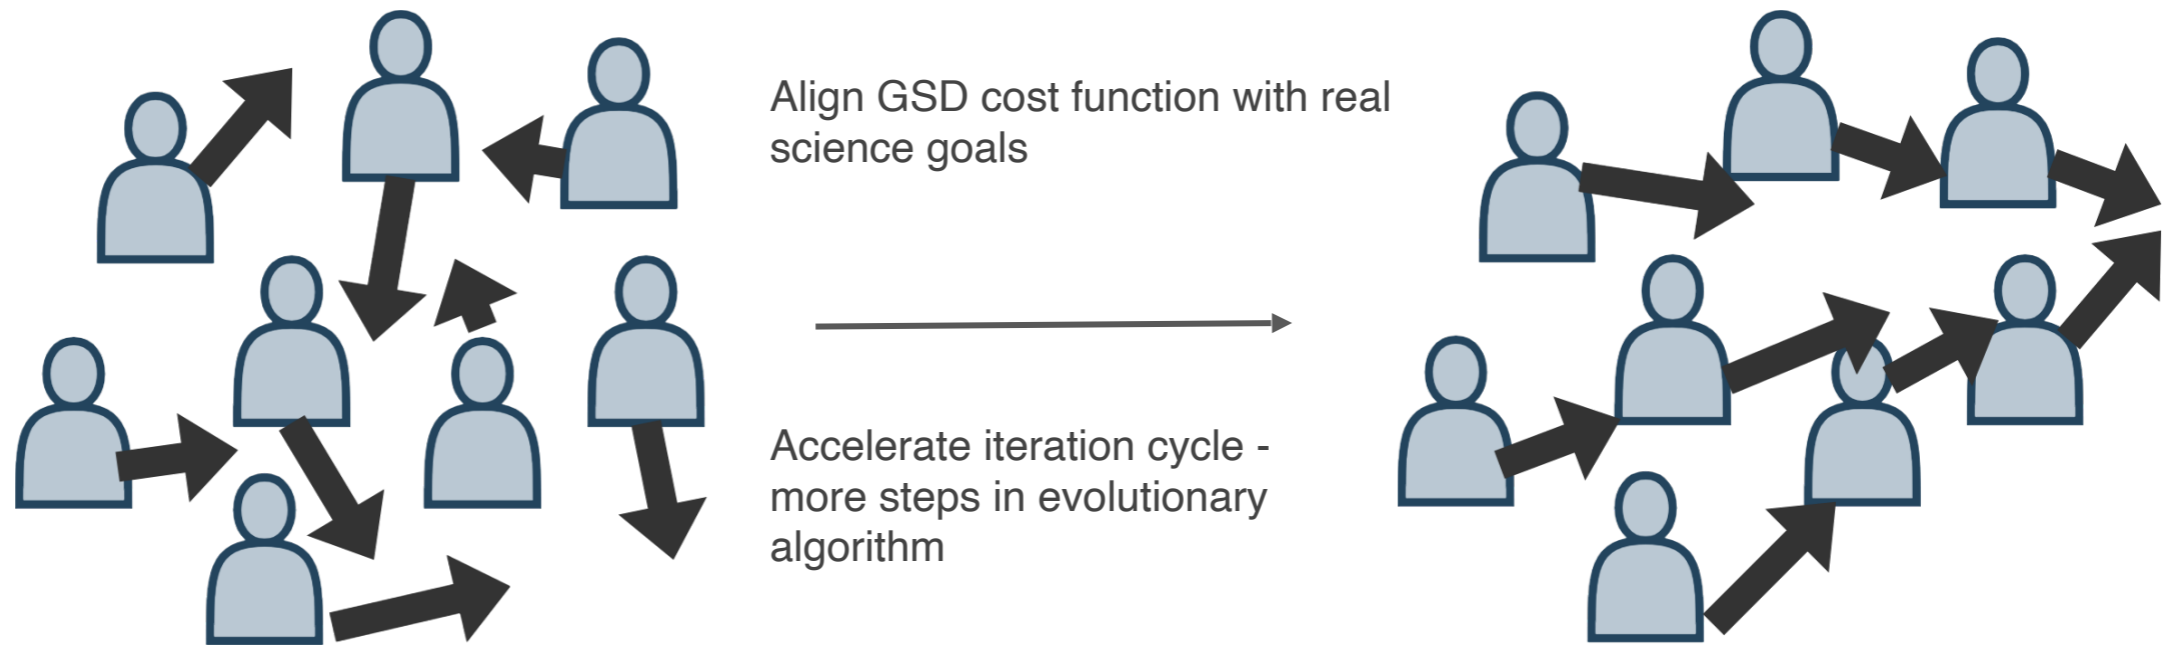 Align GSD cost function with real
science goals
Accelerate iteration cycle -
more steps in evolutionary
algorithm